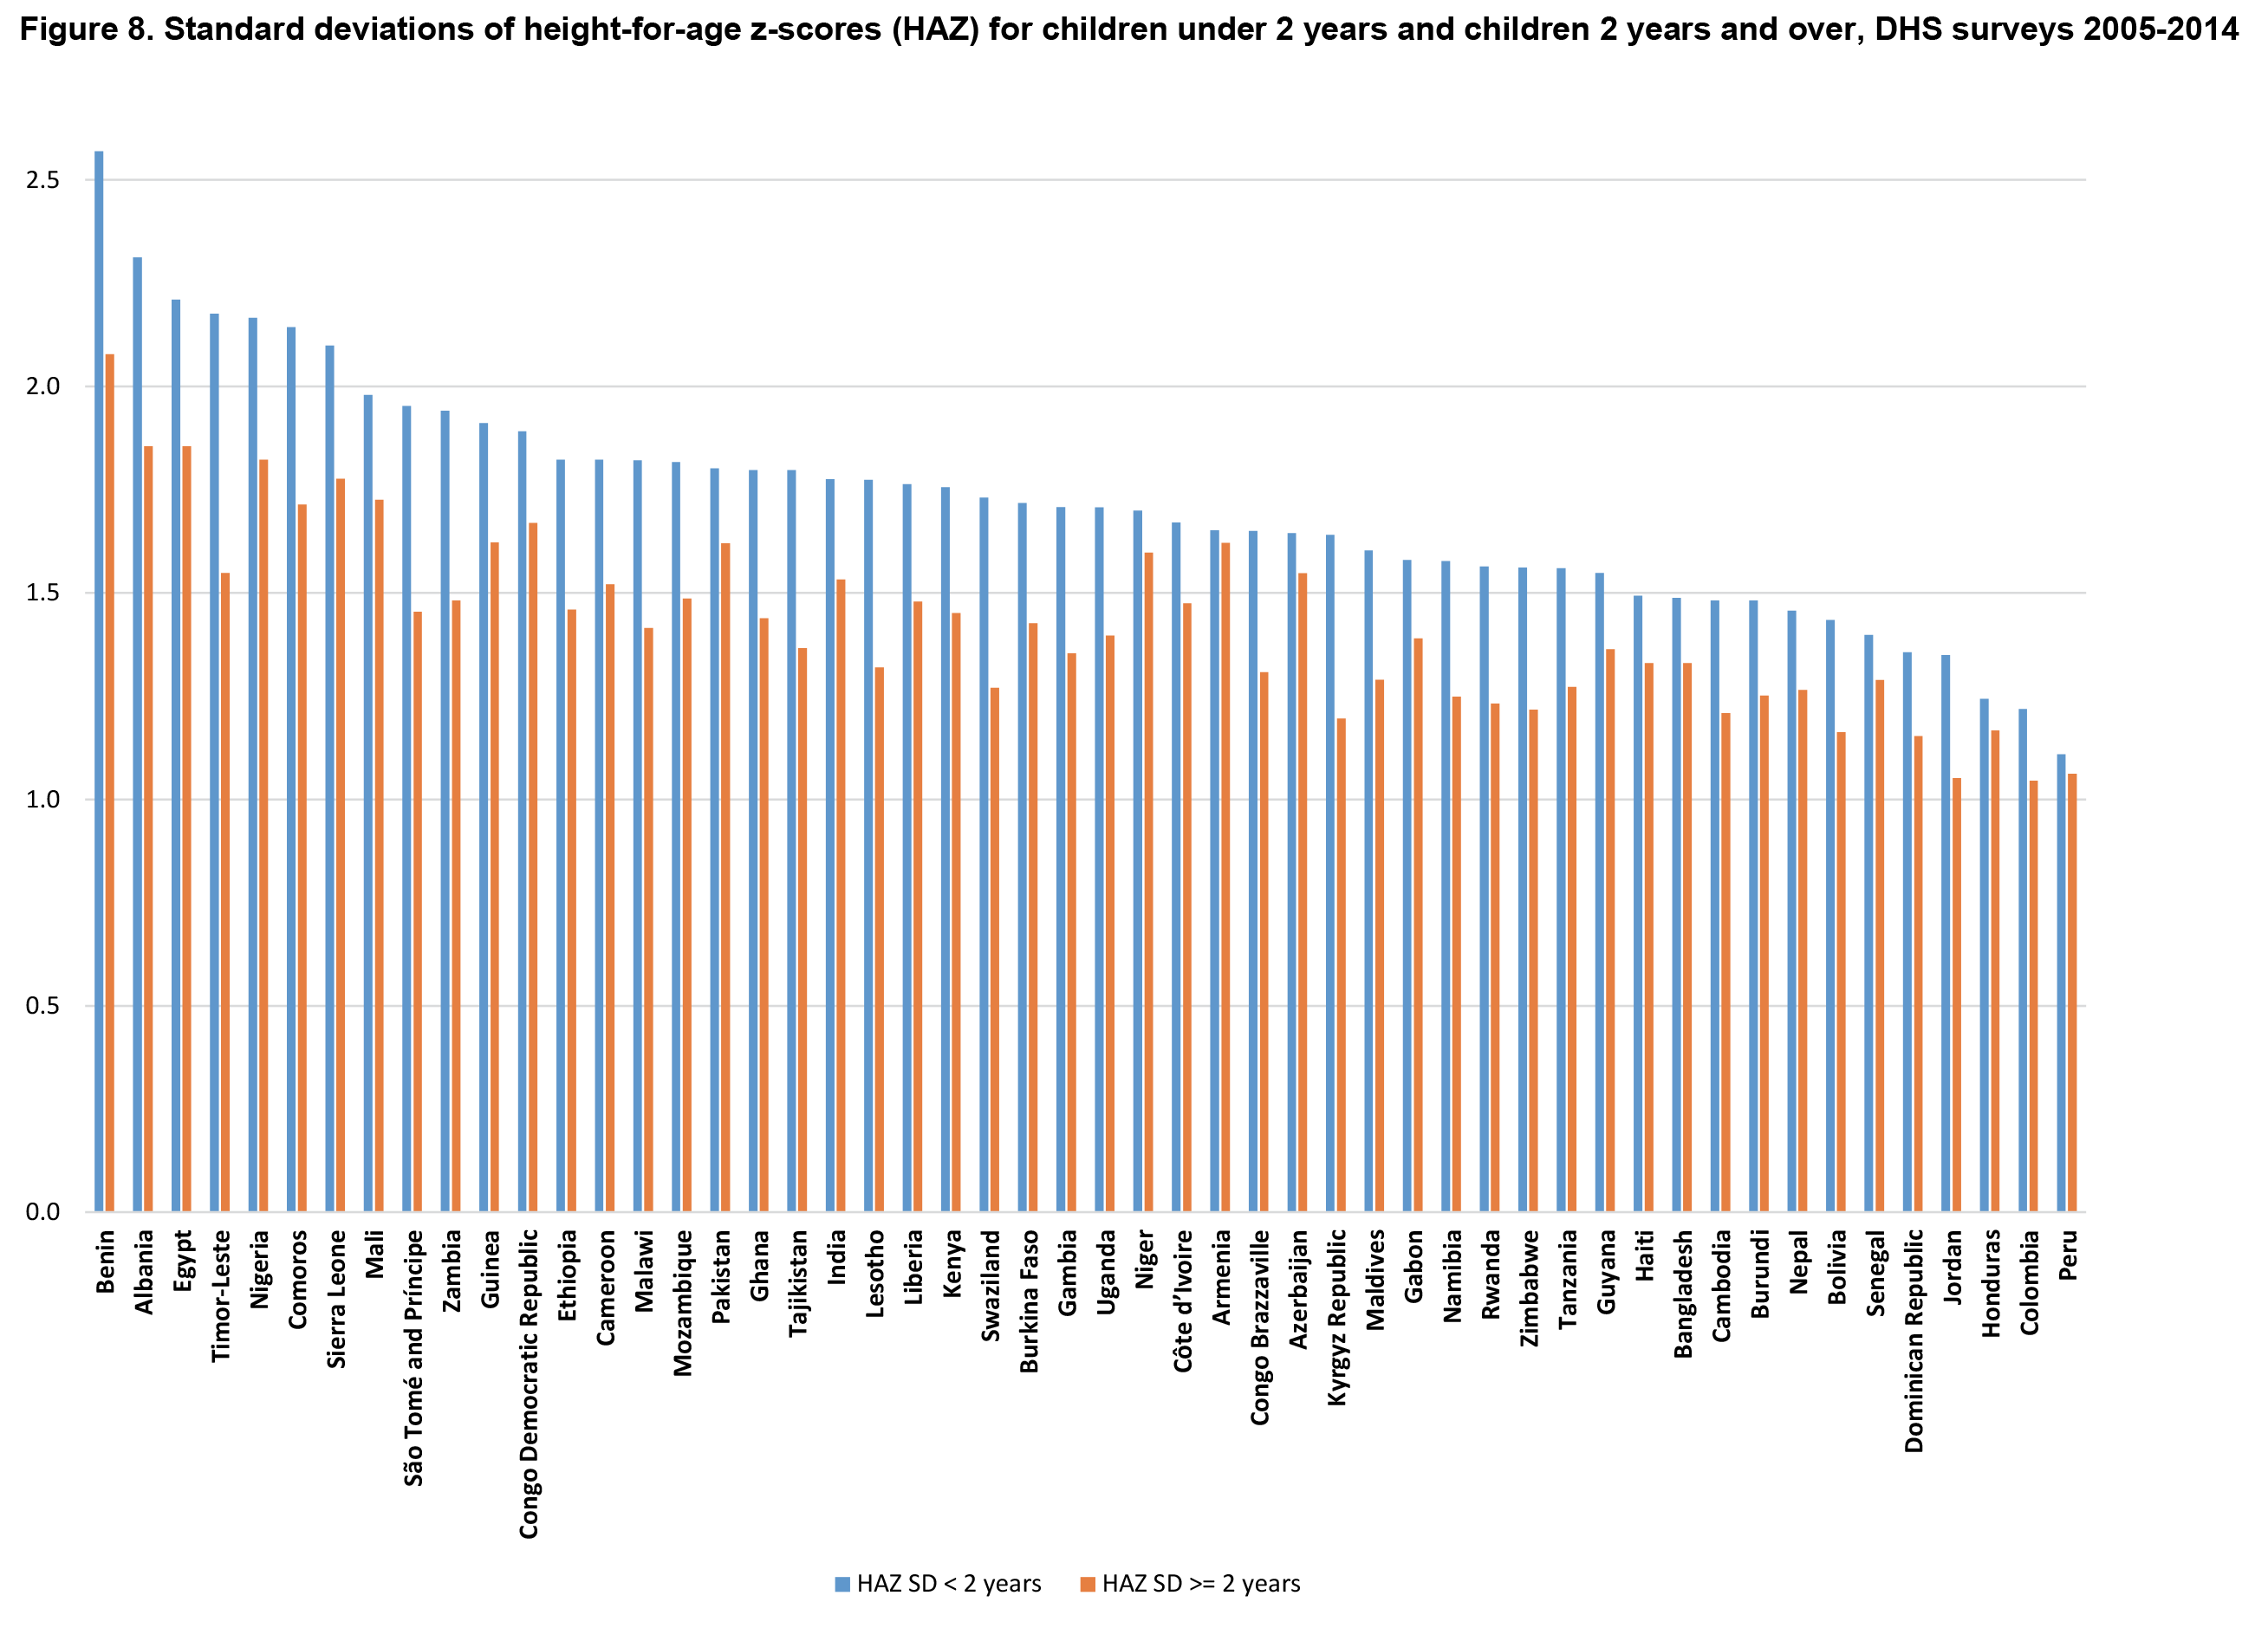 Figure 8. Standard deviations of height-for-age z-scores (HAZ) for children under 2 years and children 2 years and over, DHS surveys 2005-2014
2.5
2.0
1.5
1.0
0.5
0.0
Benin
Albania
Egypt
Timor-Leste
Nigeria
Comoros
Sierra Leone
Mali
São Tomé and Príncipe
Zambia
Guinea
Congo Democratic Republic
Ethiopia
Cameroon
Malawi
Mozambique
Pakistan
Ghana
Tajikistan
India
Lesotho
Liberia
Kenya
Swaziland
Burkina Faso
Gambia
Uganda
Niger
Côte d’Ivoire
Armenia
Congo Brazzaville
Azerbaijan
Kyrgyz Republic
Maldives
Gabon
Namibia
Rwanda
Zimbabwe
Tanzania
Guyana
Haiti
Bangladesh
Cambodia
Burundi
Nepal
Bolivia
Senegal
Dominican Republic
Jordan
Honduras
Colombia
Peru
HAZ SD < 2 years
HAZ SD >= 2 years